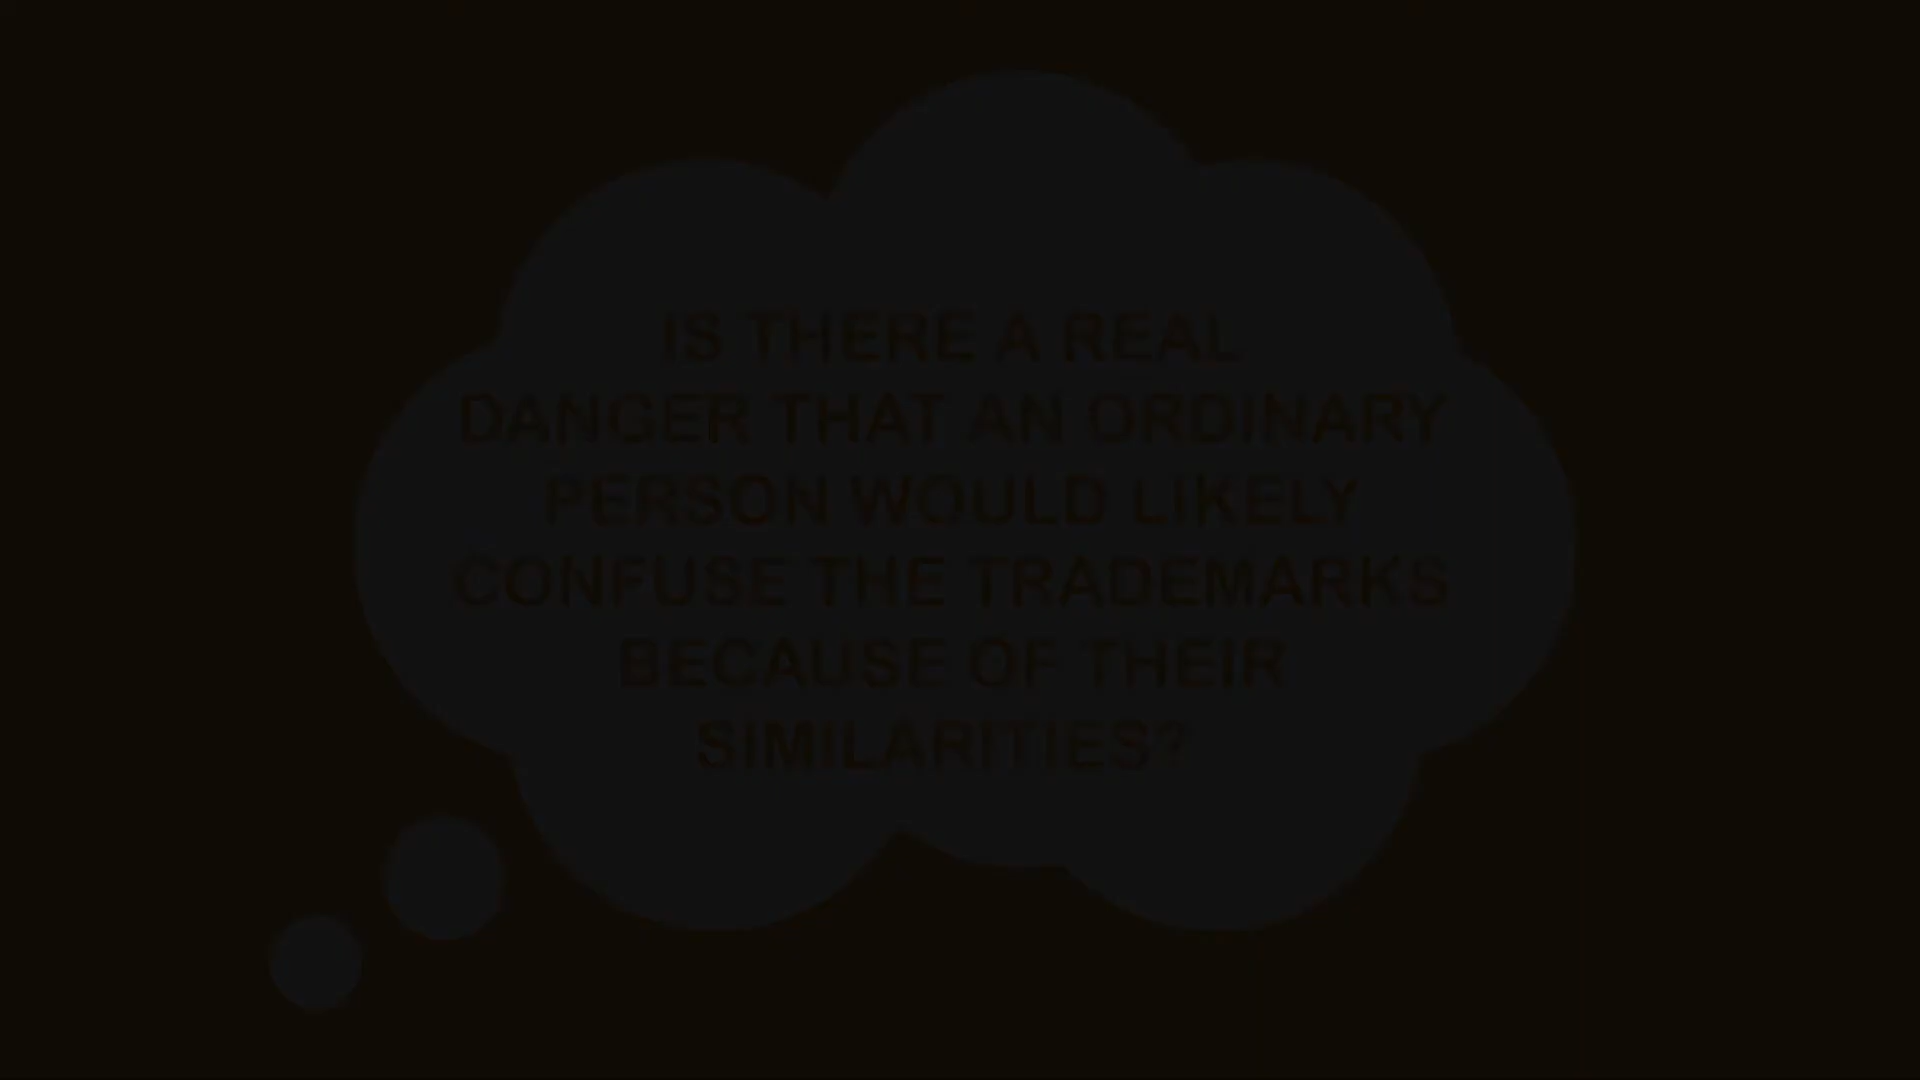 IS THERE A REAL
DANGER THAT AN ORDINARY
PERSON WOULD LIKELY
CONFUSE THE TRADEMARKS
BECAUSE OF THEIR
SIMILARITIES?